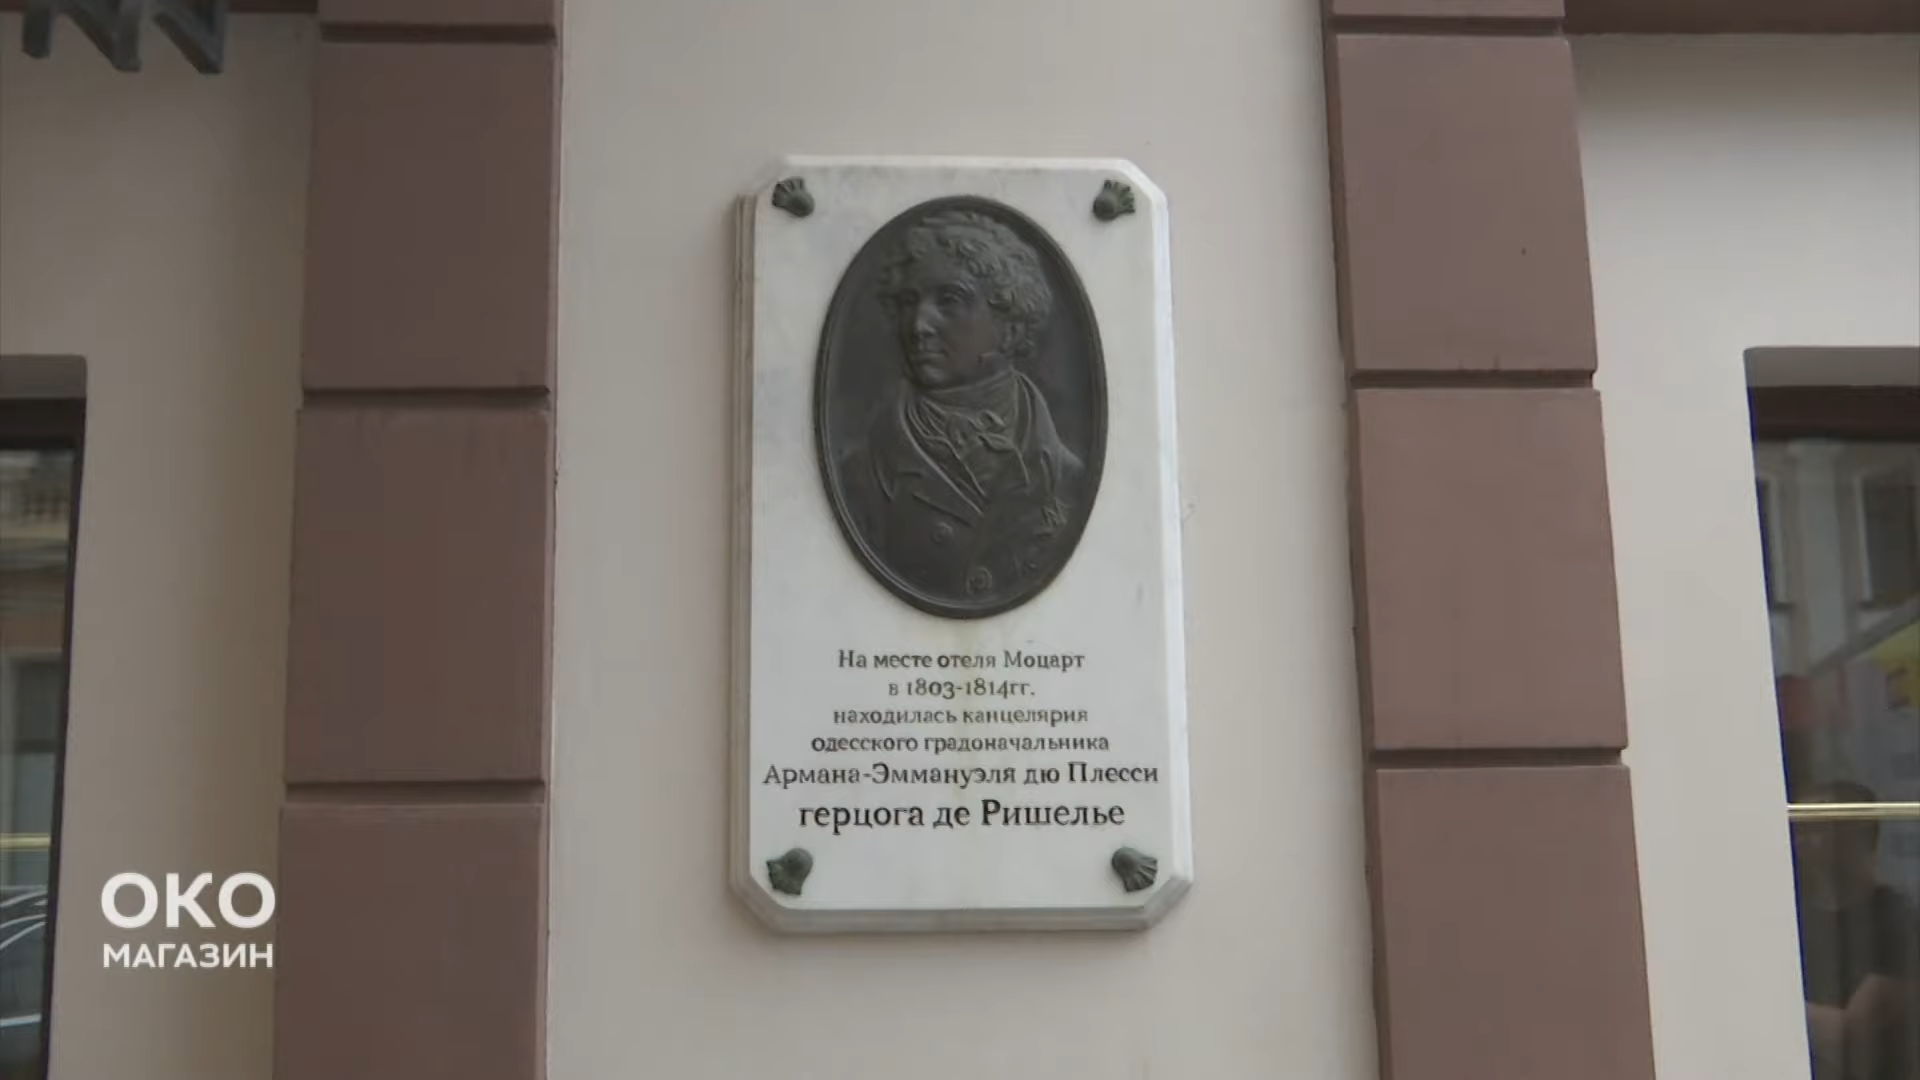 На месте отеля Моцарт
в 1803-1814гг.
находилась канцелярия
одесского градоначальника
Армана-Эммануэля дю Плесси
герцога де Ришелье
ОКО
МАГАЗИН